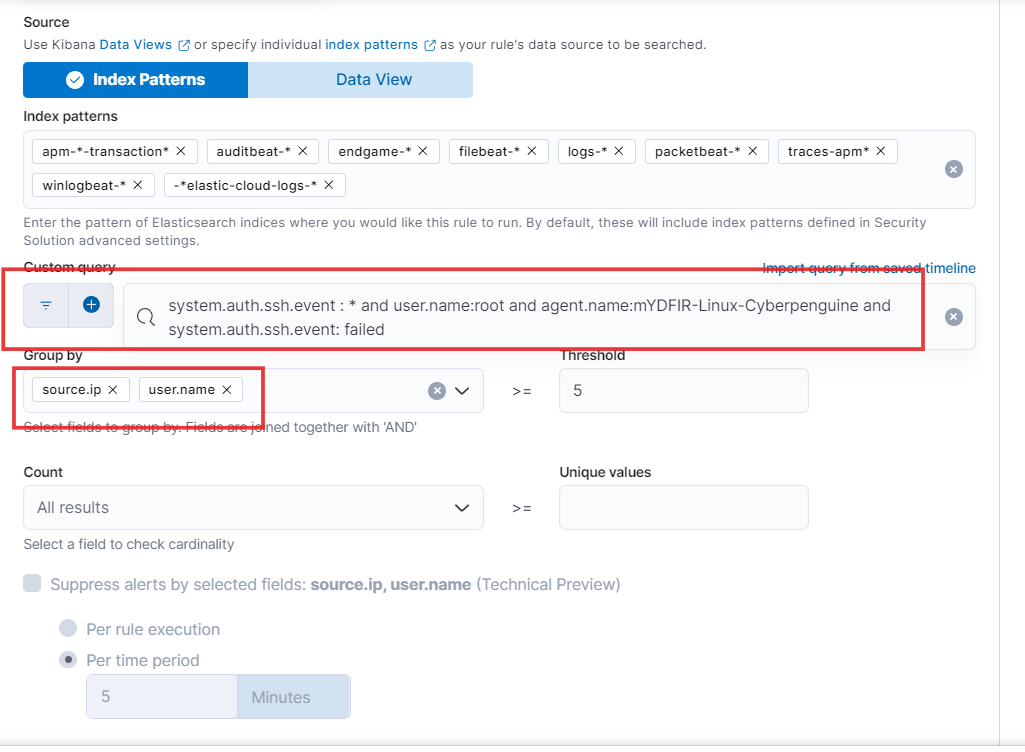 Source
Use Kibana Data Views or specify individual index patterns as your rule's data source to be searched.
Index Patterns Data View
Index patterns
apm-*-transaction* auditbeat-* endgame-* filebeat-* logs-* packetbeat-* traces-apm*
winlogbeat-* -*elastic-cloud-logs-*
Enter the pattern of Elasticsearch indices where you would like this rule to run. By default, these will include index patterns defined in Security
Solution advanced settings.
Custom query Import query from saved timeline
system.auth.ssh.event : * and user.name:root and agent.name:mYDFIR-Linux-Cyberpenguine and
system.auth.ssh.event: failed
Group by Threshold
source.ip user.name >= 5
Select fields to group by. Fields are joined together with 'AND'
Count Unique values
All results >=
Select a field to check cardinality
Suppress alerts by selected fields: source.ip, user.name (Technical Preview)
Per rule execution
Per time period
5 Minutes